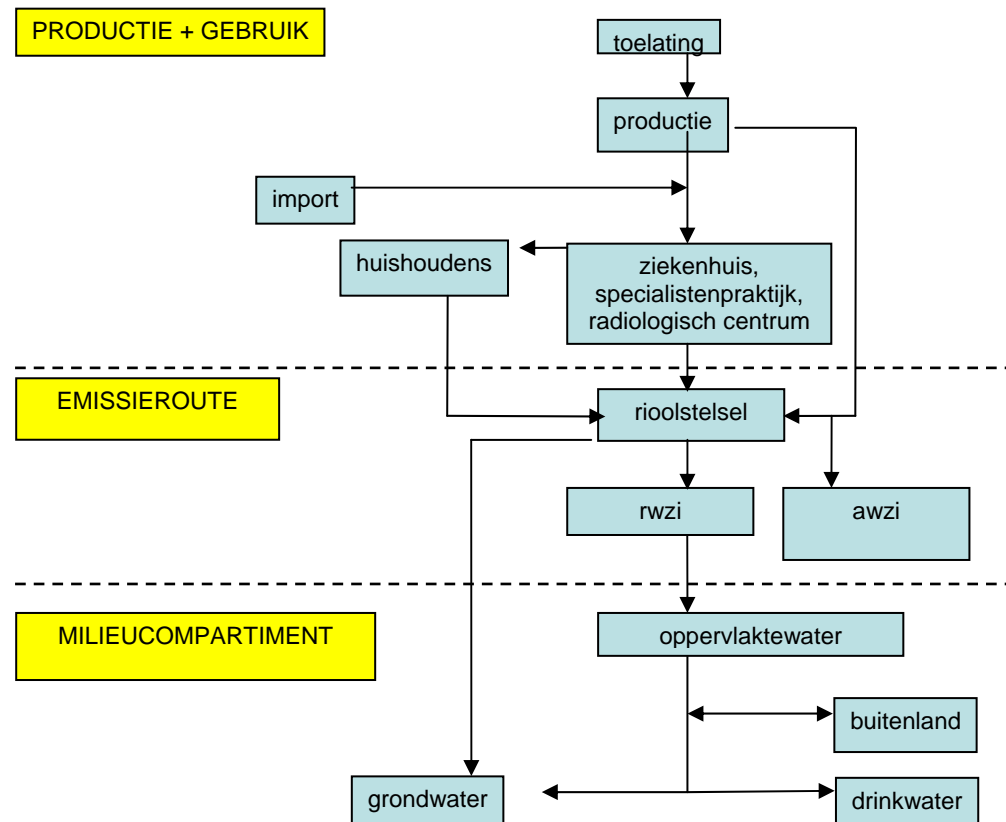 PRODUCTIE + GEBRUIK
toelating
productie
import
huishoudens
ziekenhuis,
specialistenpraktijk,
radiologisch centrum
EMISSIEROUTE
rioolstelsel
rwzi
awzi
MILIEUCOMPARTIMENT
oppervlaktewater
buitenland
grondwater
drinkwater